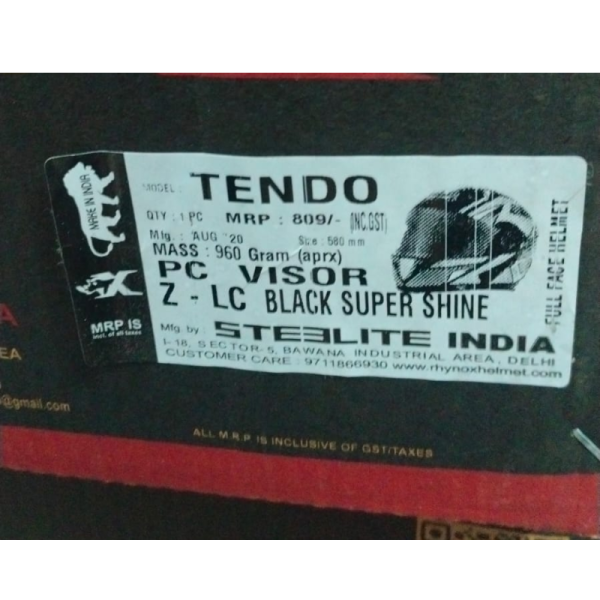 MAKE IN INDIA
MODEL : TENDO
QTY : 1 PC MRP : 809/- (INC.GST)
Mfg. : AUG 20 Size : 580 mm
MASS : 960 Gram (aprx)
PC VISOR
Z - LC BLACK SUPER SHINE
MRP IS
incl. of all taxes
Mfg. by : STEELITE INDIA
I-18, SECTOR-5, BAWANA INDUSTRIAL AREA, DELHI
CUSTOMER CARE : 9711866930 www.rhynoxhelmet.com
FULL FACE HELMET
A
EA
@gmail.com
ALL M.R.P IS INCLUSIVE OF GST/TAXES